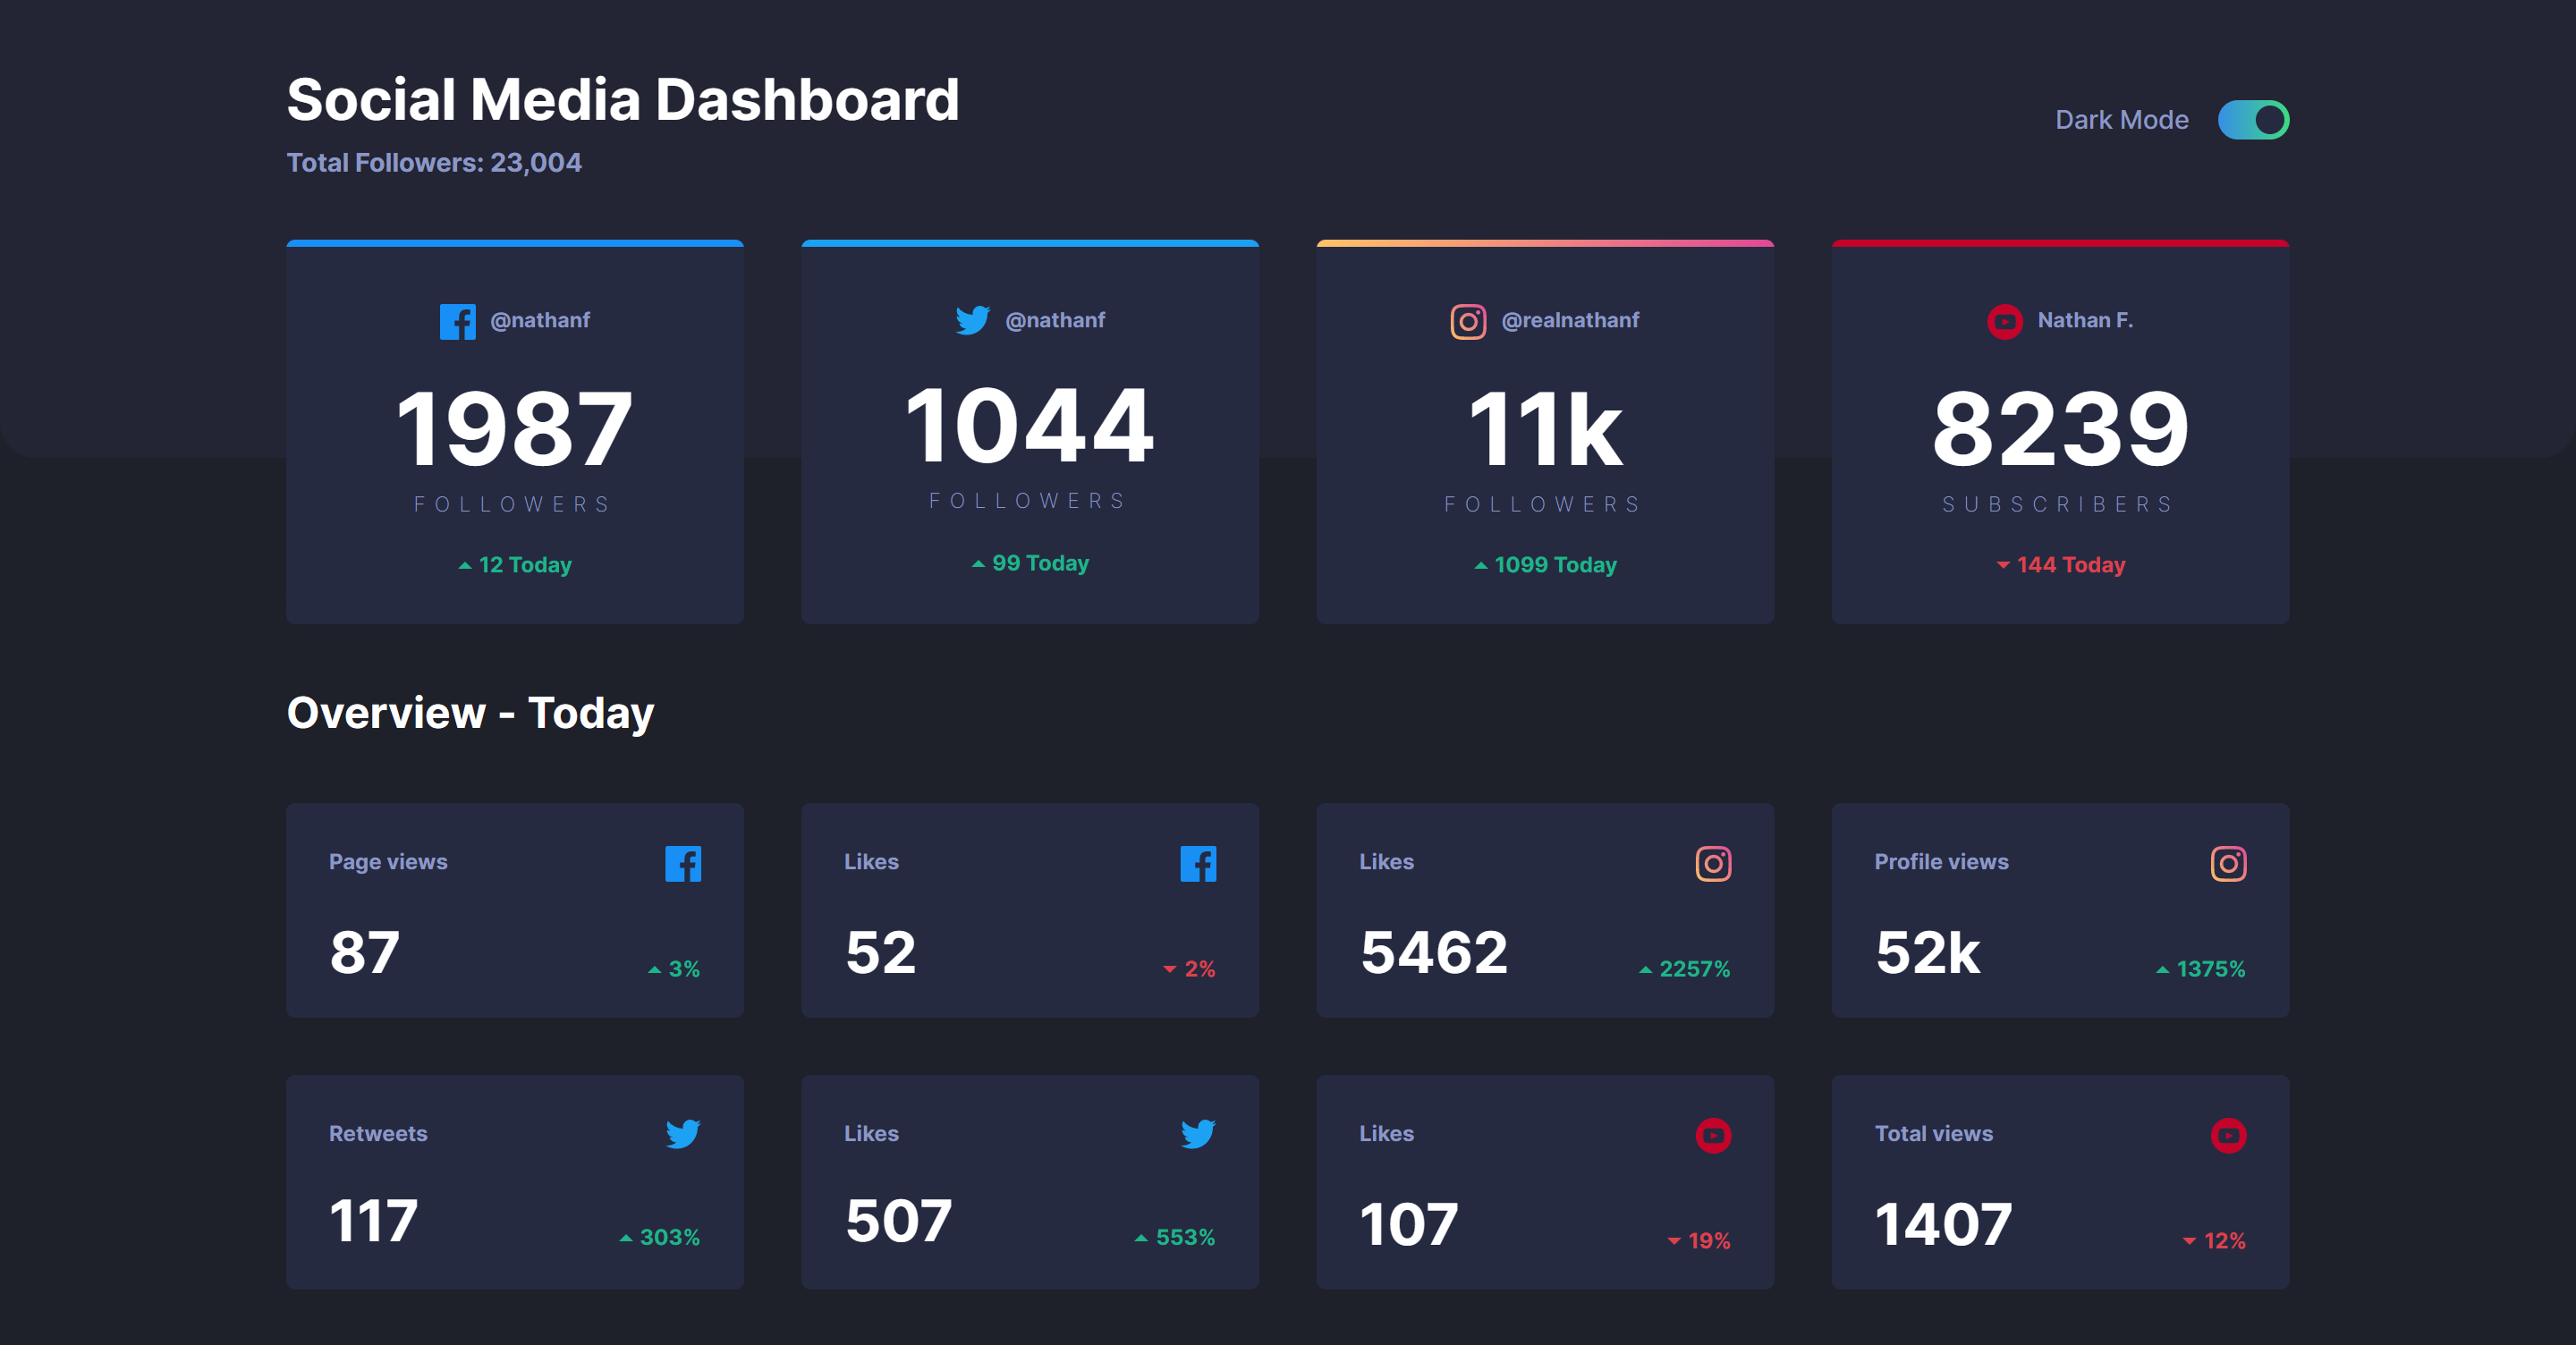 Social Media Dashboard
Total Followers: 23,004
Dark Mode
@nathanf
1987
FOLLOWERS
12 Today
@nathanf
1044
FOLLOWERS
99 Today
@realnathanf
11k
FOLLOWERS
1099 Today
Nathan F.
8239
SUBSCRIBERS
144 Today
Overview - Today
Page views
87
3%
Likes
52
2%
Likes
5462
2257%
Profile views
52k
1375%
Retweets
117
303%
Likes
507
553%
Likes
107
19%
Total views
1407
12%